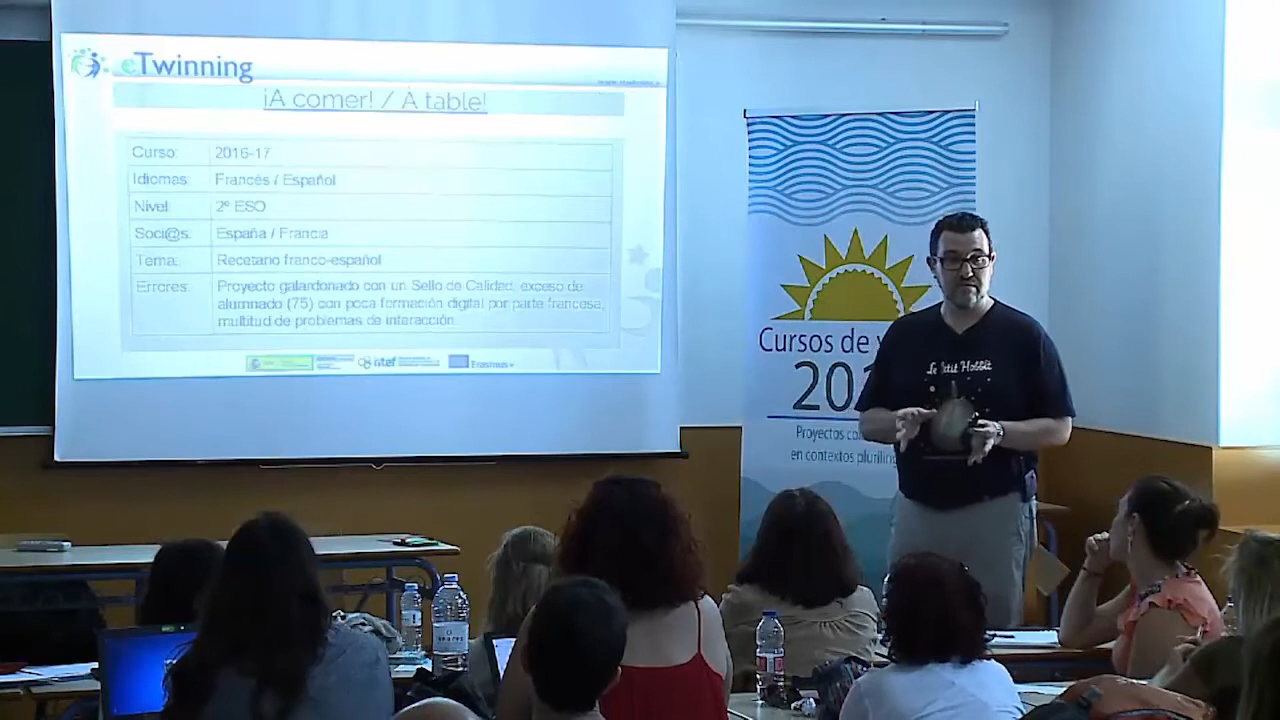 eTwinning
¡A comer! / À table!
Curso: 2016-17
Idiomas: Francés / Español
Nivel: 2º ESO
Soci@s: España / Francia
Tema: Recetario franco-español
Errores: Proyecto galardonado con un Sello de Calidad, exceso de
alumnado (75) con poca formación digital por parte francesa,
multitud de problemas de interacción.
intef
Erasmus+
Cursos de
20
Proyectos
en contextos
Le Petit Hobbit